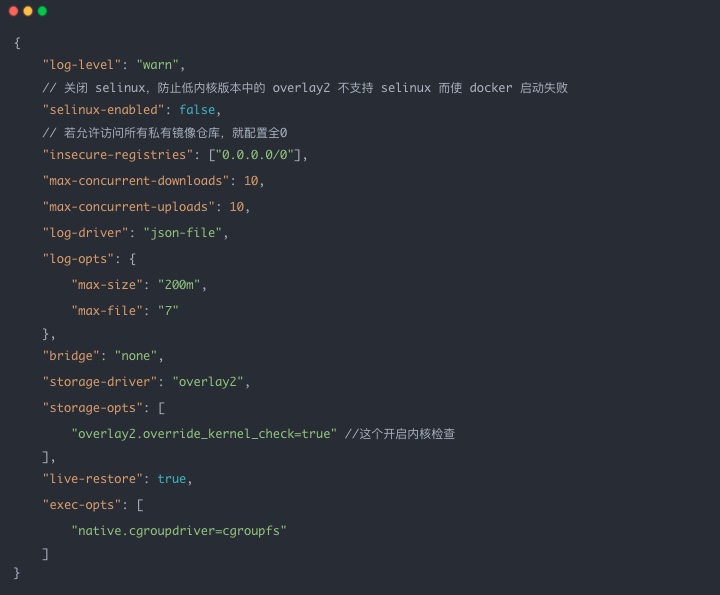 {
    "log-level": "warn",
    // 关闭 selinux，防止低内核版本中的 overlay2 不支持 selinux 而使 docker 启动失败
    "selinux-enabled": false,
    // 若允许访问所有私有镜像仓库，就配置全0
    "insecure-registries": ["0.0.0.0/0"],
    "max-concurrent-downloads": 10,
    "max-concurrent-uploads": 10,
    "log-driver": "json-file",
    "log-opts": {
        "max-size": "200m",
        "max-file": "7"
    },
    "bridge": "none",
    "storage-driver": "overlay2",
    "storage-opts": [
        "overlay2.override_kernel_check=true" //这个开启内核检查
    ],
    "live-restore": true,
    "exec-opts": [
        "native.cgroupdriver=cgroupfs"
    ]
}